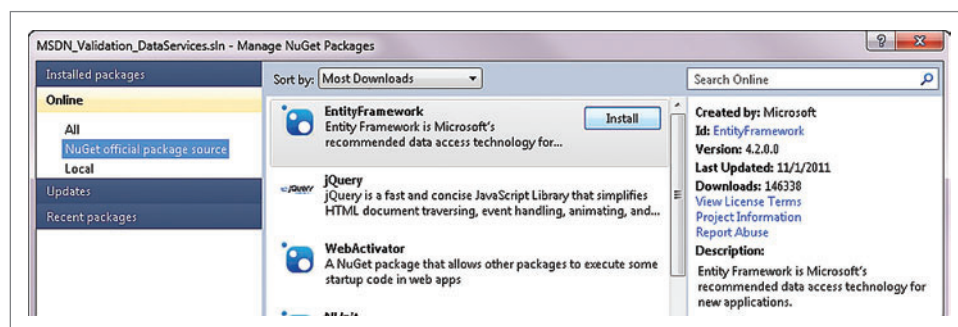 MSDN_Validation_DataServices.sln - Manage NuGet Packages
Installed packages
Online
All
NuGet official package source
Local
Updates
Recent packages
Sort by: Most Downloads
EntityFramework
Entity Framework is Microsoft's
recommended data access technology for...
Install
jQuery
jQuery is a fast and concise JavaScript Library that simplifies
HTML document traversing, event handling, animating, and...
WebActivator
A NuGet package that allows other packages to execute some
startup code in web apps
Search Online
Created by: Microsoft
Id: EntityFramework
Version: 4.2.0.0
Last Updated: 11/1/2011
Downloads: 146338
View License Terms
Project Information
Report Abuse
Description:
Entity Framework is Microsoft's
recommended data access technology for
new applications.